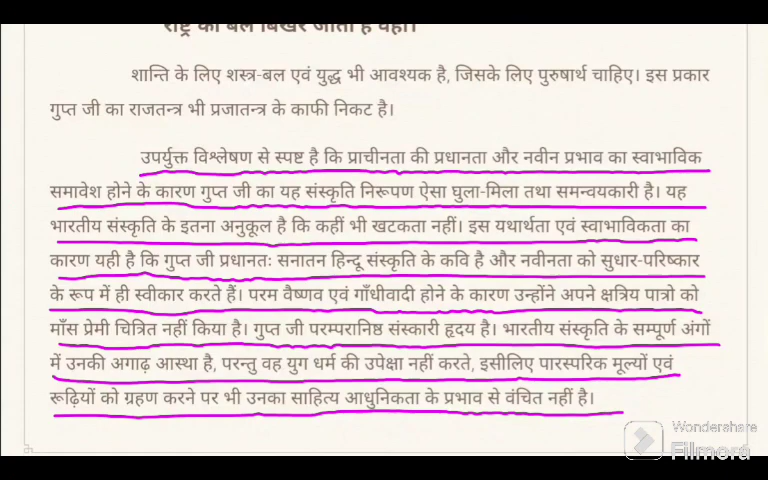 राष्ट्र का बल बिखर जाता है वहाँ।
शान्ति के लिए शस्त्र-बल एवं युद्ध भी आवश्यक है, जिसके लिए पुरुषार्थ चाहिए। इस प्रकार
गुप्त जी का राजतन्त्र भी प्रजातन्त्र के काफी निकट है।
उपर्युक्त विश्लेषण से स्पष्ट है कि प्राचीनता की प्रधानता और नवीन प्रभाव का स्वाभाविक
समावेश होने के कारण गुप्त जी का यह संस्कृति निरूपण ऐसा घुला-मिला तथा समन्वयकारी है। यह
भारतीय संस्कृति के इतना अनुकूल है कि कहीं भी खटकता नहीं। इस यथार्थता एवं स्वाभाविकता का
कारण यही है कि गुप्त जी प्रधानतः सनातन हिन्दू संस्कृति के कवि है और नवीनता को सुधार-परिष्कार
के रूप में ही स्वीकार करते हैं। परम वैष्णव एवं गाँधीवादी होने के कारण उन्होंने अपने क्षत्रिय पात्रो को
माँस प्रेमी चित्रित नहीं किया है। गुप्त जी परम्परानिष्ठ संस्कारी हृदय है। भारतीय संस्कृति के सम्पूर्ण अंगों
में उनकी अगाढ़ आस्था है, परन्तु वह युग धर्म की उपेक्षा नहीं करते, इसीलिए पारस्परिक मूल्यों एवं
रूढ़ियों को ग्रहण करने पर भी उनका साहित्य आधुनिकता के प्रभाव से वंचित नहीं है।
Wondershare
Filmora